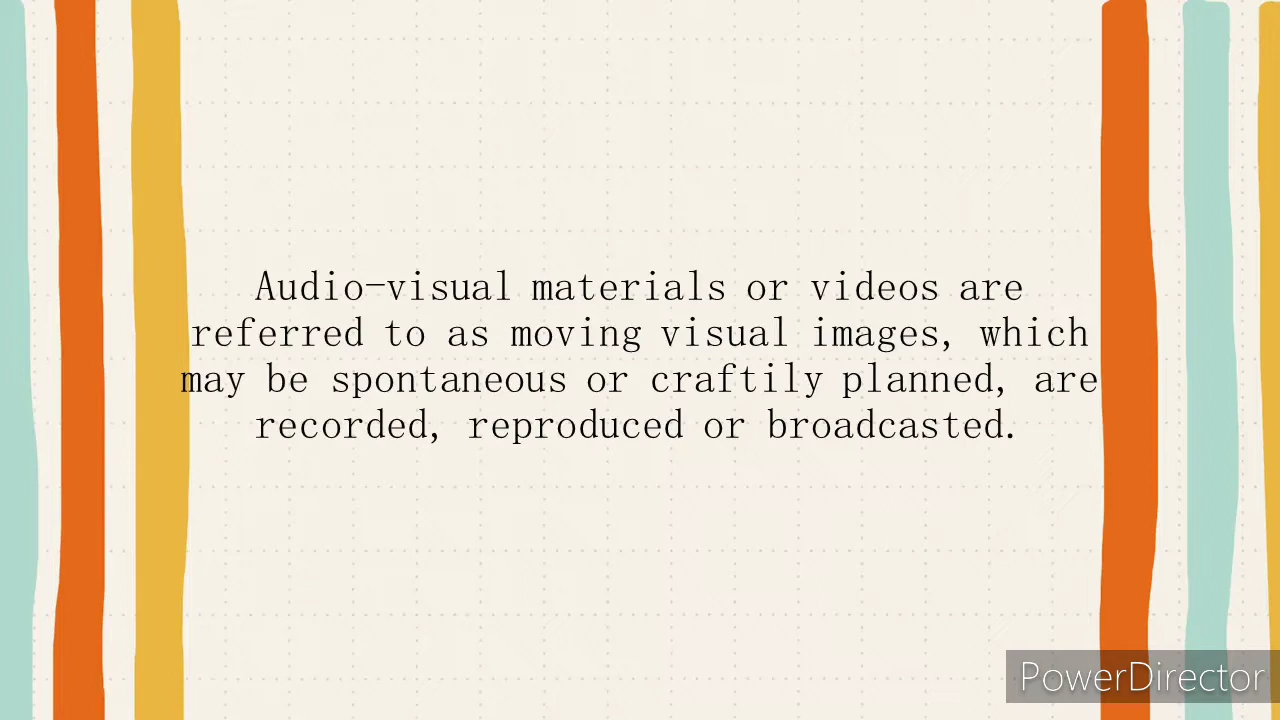 Audio-visual materials or videos are
referred to as moving visual images, which
may be spontaneous or craftily planned, are
recorded, reproduced or broadcasted.
PowerDirector